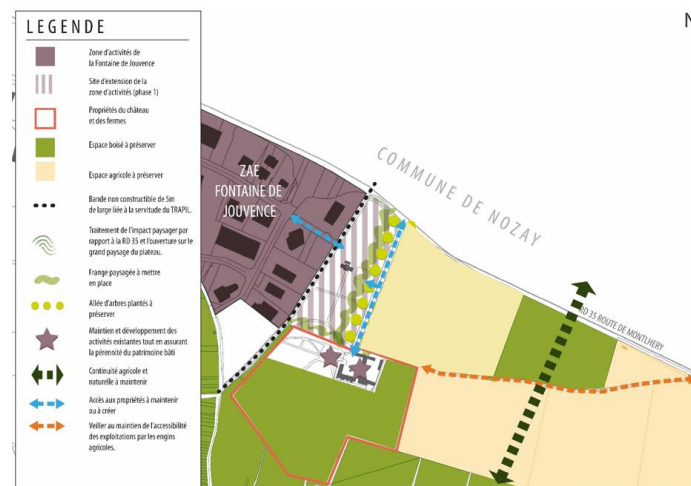 LEGENDE
Zone d'activités de
la Fontaine de Jouvence
Site d'extension de la
zone d'activités (phase 1)
Propriétés du château
et des fermes
Espace boisé à préserver
Espace agricole à préserver
Bande non constructible de 5m
de large liée à la servitude du TRAPIL.
Traitement de l'impact paysager par
rapport à la RD 35 et l'ouverture sur le
grand paysage du plateau.
Frange paysagée à mettre
en place
Allée d'arbres plantés à
préserver
Maintien et développement des
activités existantes tout en assurant
la pérennité du patrimoine bâti
Continuité agricole et
naturelle à maintenir
Accès aux propriétés à maintenir
ou à créer
Veiller au maintien de l'accessibilité
des exploitations par les engins
agricoles.
N
COMMUNE DE NOZAY
ZAE
FONTAINE DE
JOUVENCE
RD 35 ROUTE DE MONTLHERY